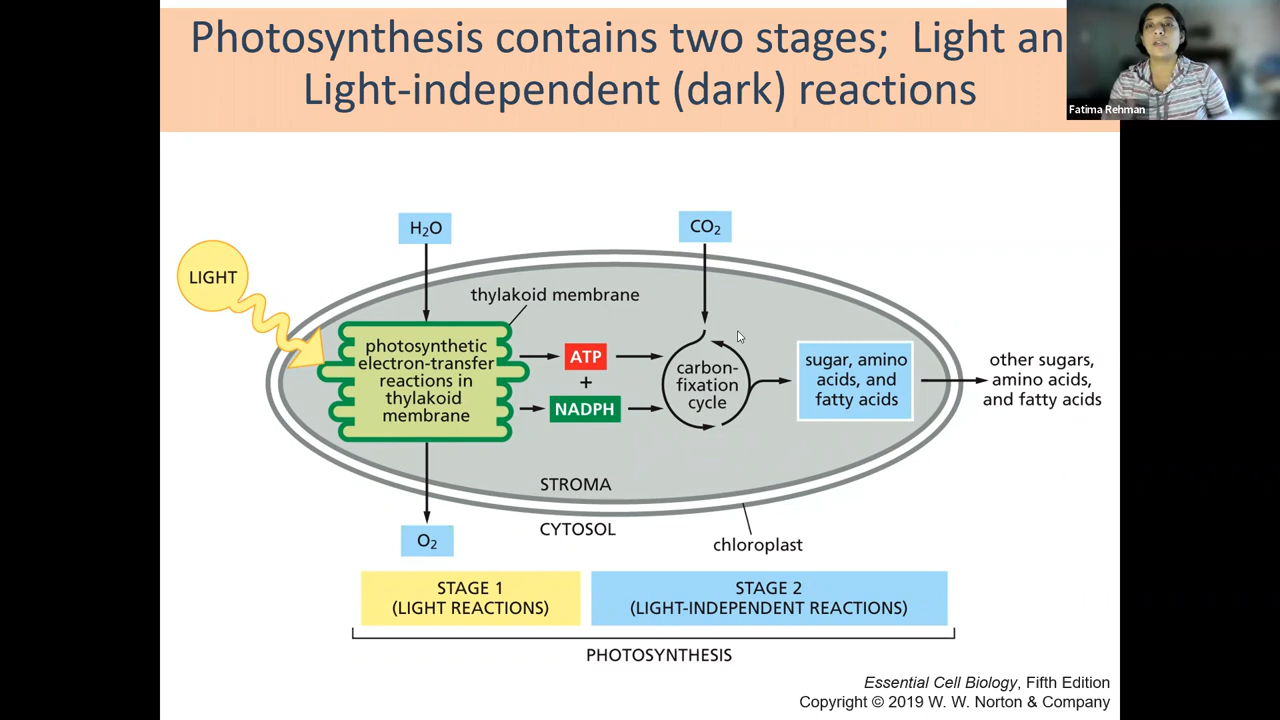 Photosynthesis contains two stages; Light an
Light-independent (dark) reactions
Fatima Rehman
H₂O
CO₂
LIGHT
thylakoid membrane
photosynthetic
electron-transfer
reactions in
thylakoid
membrane
ATP
+
NADPH
carbon-
fixation
cycle
sugar, amino
acids, and
fatty acids
other sugars,
amino acids,
and fatty acids
STROMA
CYTOSOL
O₂
chloroplast
STAGE 1
(LIGHT REACTIONS)
STAGE 2
(LIGHT-INDEPENDENT REACTIONS)
PHOTOSYNTHESIS
Essential Cell Biology, Fifth Edition
Copyright © 2019 W. W. Norton & Company